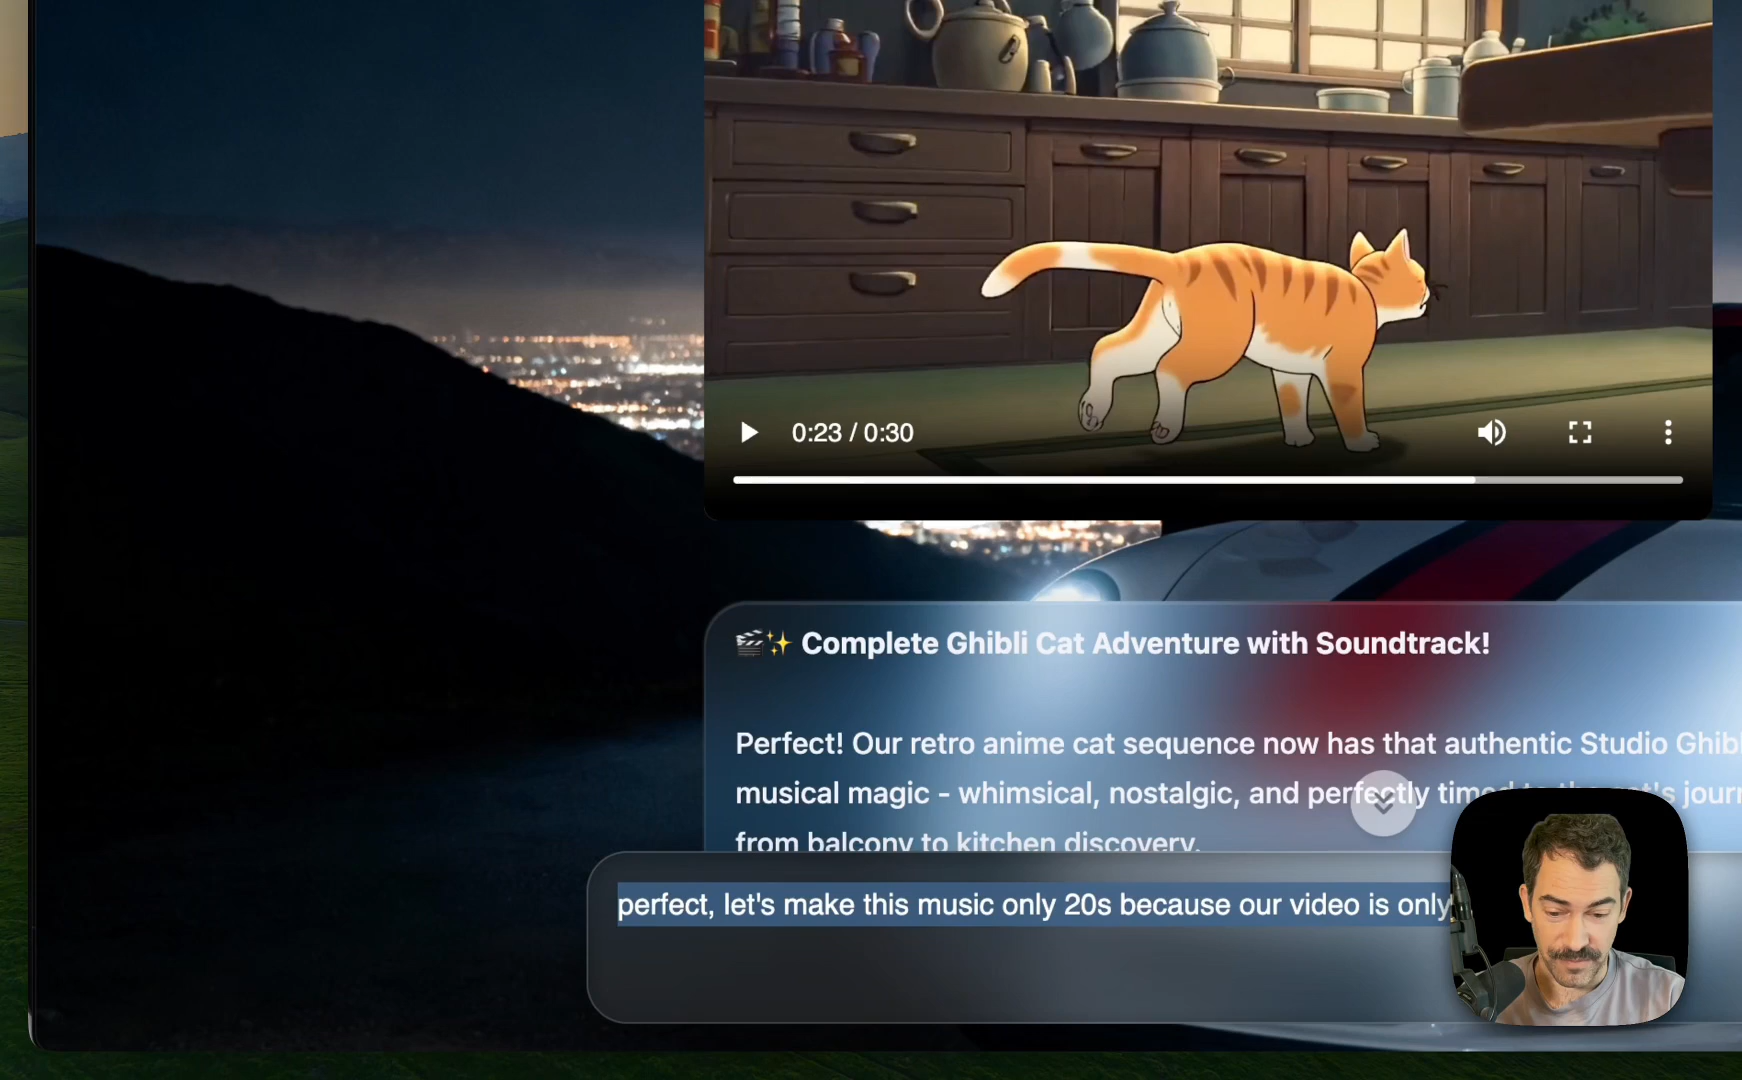 0:23 / 0:30
🎬✨ Complete Ghibli Cat Adventure with Soundtrack!
Perfect! Our retro anime cat sequence now has that authentic Studio
musical magic - whimsical, nostalgic, and perfectly
from balcony to kitchen discovery.
perfect, let's make this music only 20s because our video is only